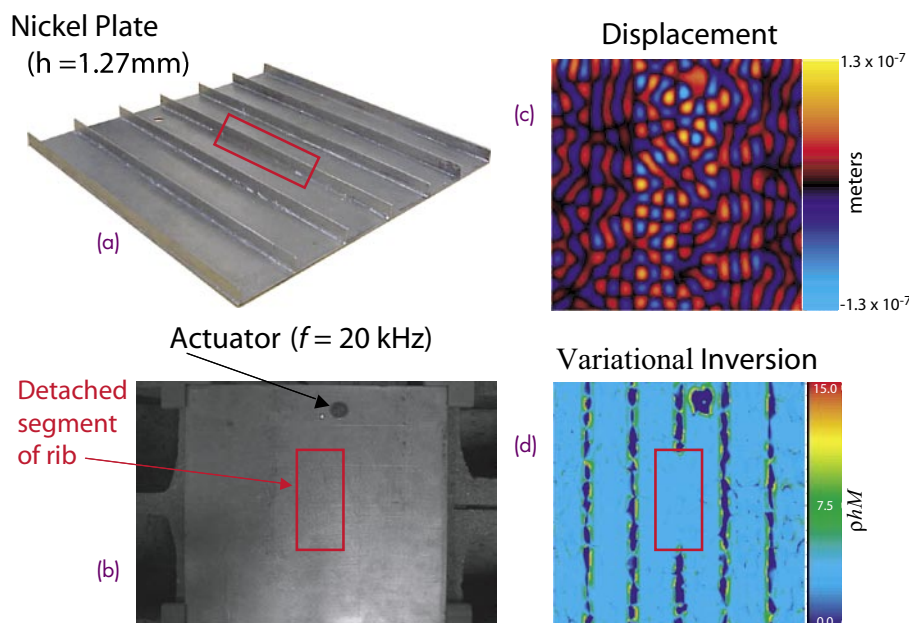 Nickel Plate
(h =1.27mm)
(a)
Displacement
(c)
1.3 x 10⁻⁷
meters
-1.3 x 10⁻⁷
Actuator (f = 20 kHz)
Detached
segment
of rib
(b)
Variational Inversion
(d)
15.0
7.5
ρhM
0.0